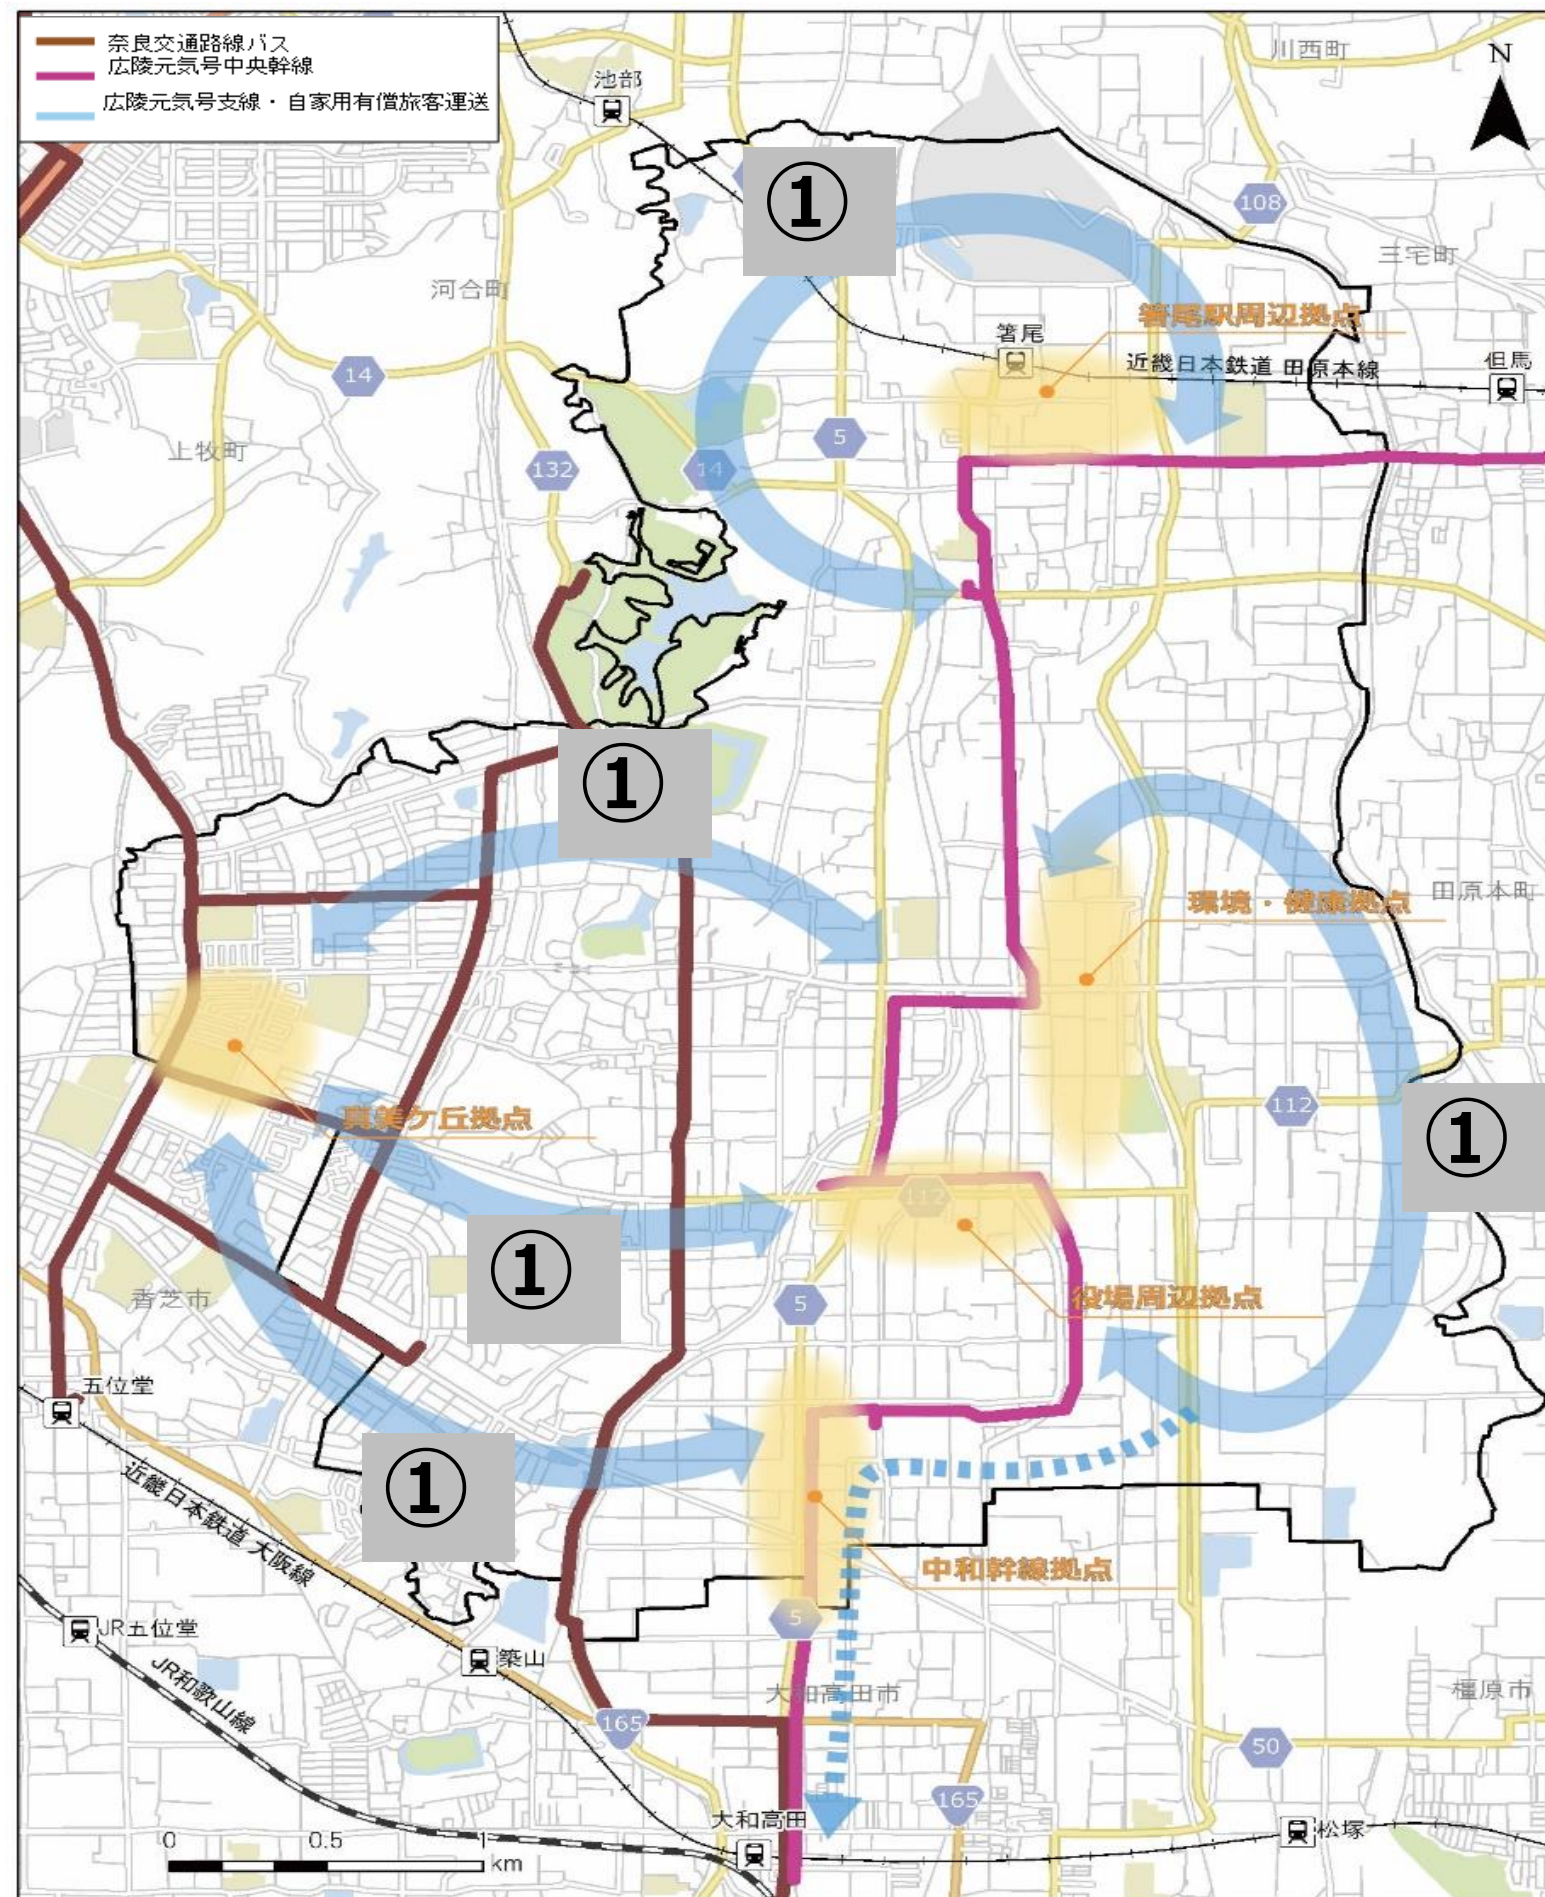 奈良交通路線バス
広陵元気号中央幹線
広陵元気号支線・自家用有償旅客運送
池部
川西町
N
①
108
三宅町
河合町
箸尾駅周辺拠点
箸尾
近畿日本鉄道 田原本線
但馬
14
5
上牧町
132
14
①
環境・健康拠点
田原本町
真美ケ丘拠点
112
①
112
①
役場周辺拠点
香芝市
5
五位堂
①
近畿日本鉄道 大阪線
中和幹線拠点
5
JR五位堂
築山
JR和歌山線
大和高田市
橿原市
165
50
165
大和高田
松塚
0 0.5 1
km